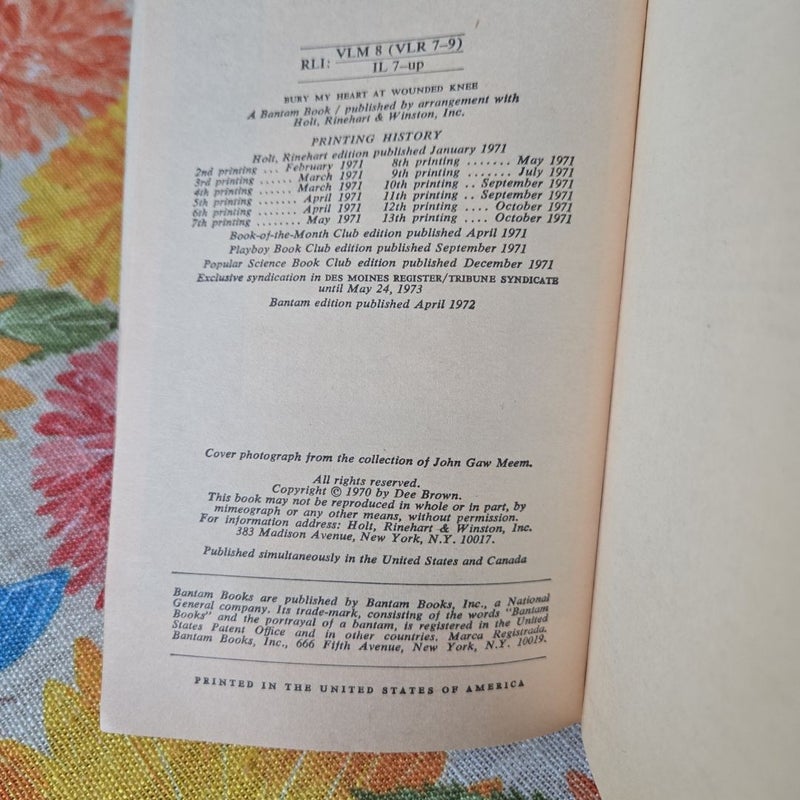 RLI: VLM 8 (VLR 7–9)
IL 7–up
BURY MY HEART AT WOUNDED KNEE
A Bantam Book / published by arrangement with
Holt, Rinehart & Winston, Inc.
PRINTING HISTORY
Holt, Rinehart edition published January 1971
2nd printing ... February 1971 8th printing ....... May 1971
3rd printing ...... March 1971 9th printing ....... July 1971
4th printing ...... March 1971 10th printing .. September 1971
5th printing ....... April 1971 11th printing .. September 1971
6th printing ....... April 1971 12th printing .... October 1971
7th printing ........ May 1971 13th printing .... October 1971
Book-of-the-Month Club edition published April 1971
Playboy Book Club edition published September 1971
Popular Science Book Club edition published December 1971
Exclusive syndication in DES MOINES REGISTER/TRIBUNE SYNDICATE
until May 24, 1973
Bantam edition published April 1972
Cover photograph from the collection of John Gaw Meem.
All rights reserved.
Copyright © 1970 by Dee Brown.
This book may not be reproduced in whole or in part, by
mimeograph or any other means, without permission.
For information address: Holt, Rinehart & Winston, Inc.
383 Madison Avenue, New York, N.Y. 10017.
Published simultaneously in the United States and Canada
Bantam Books are published by Bantam Books, Inc., a National
General company. Its trade-mark, consisting of the words "Bantam
Books" and the portrayal of a bantam, is registered in the United
States Patent Office and in other countries. Marca Registrada.
Bantam Books, Inc., 666 Fifth Avenue, New York, N.Y. 10019.
PRINTED IN THE UNITED STATES OF AMERICA